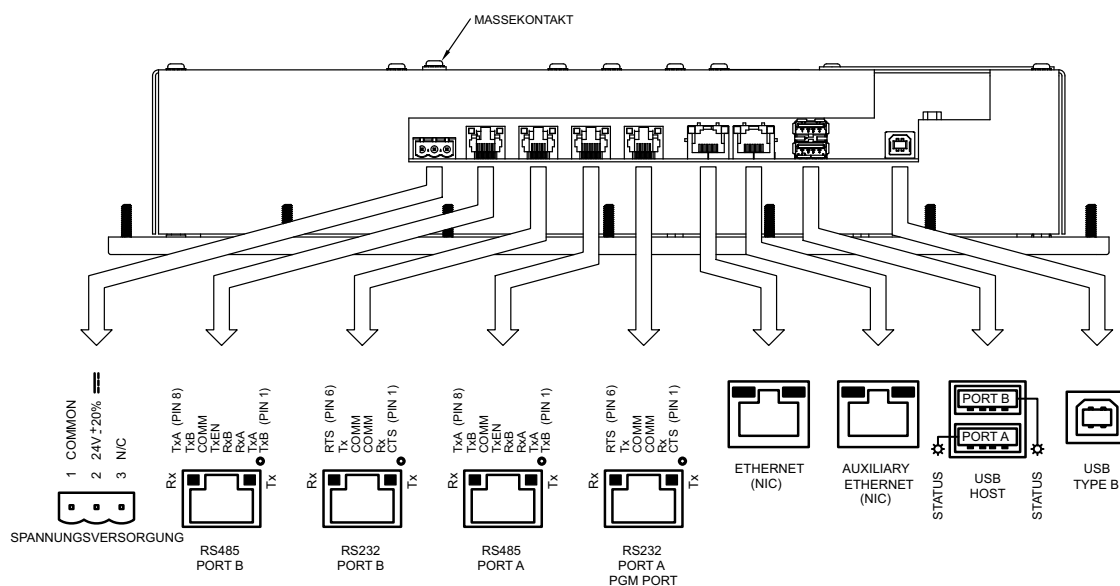 MASSEKONTAKT
1 COMMON
2 24V±20%
3 N/C
SPANNUNGSVERSORGUNG
TxA (PIN 8)
TxB
COMM
TxEN
RxB
RxA
TxA
TxB (PIN 1)
Rx
Tx
RS485
PORT B
RTS (PIN 6)
Tx
COMM
COMM
Rx
CTS (PIN 1)
Rx
Tx
RS232
PORT B
TxA (PIN 8)
TxB
COMM
TxEN
RxB
RxA
TxA
TxB (PIN 1)
Rx
Tx
RS485
PORT A
RTS (PIN 6)
Tx
COMM
COMM
Rx
CTS (PIN 1)
Rx
Tx
RS232
PORT A
PGM PORT
ETHERNET
(NIC)
AUXILIARY
ETHERNET
(NIC)
PORT B
PORT A
STATUS
STATUS
USB
HOST
USB
TYPE B